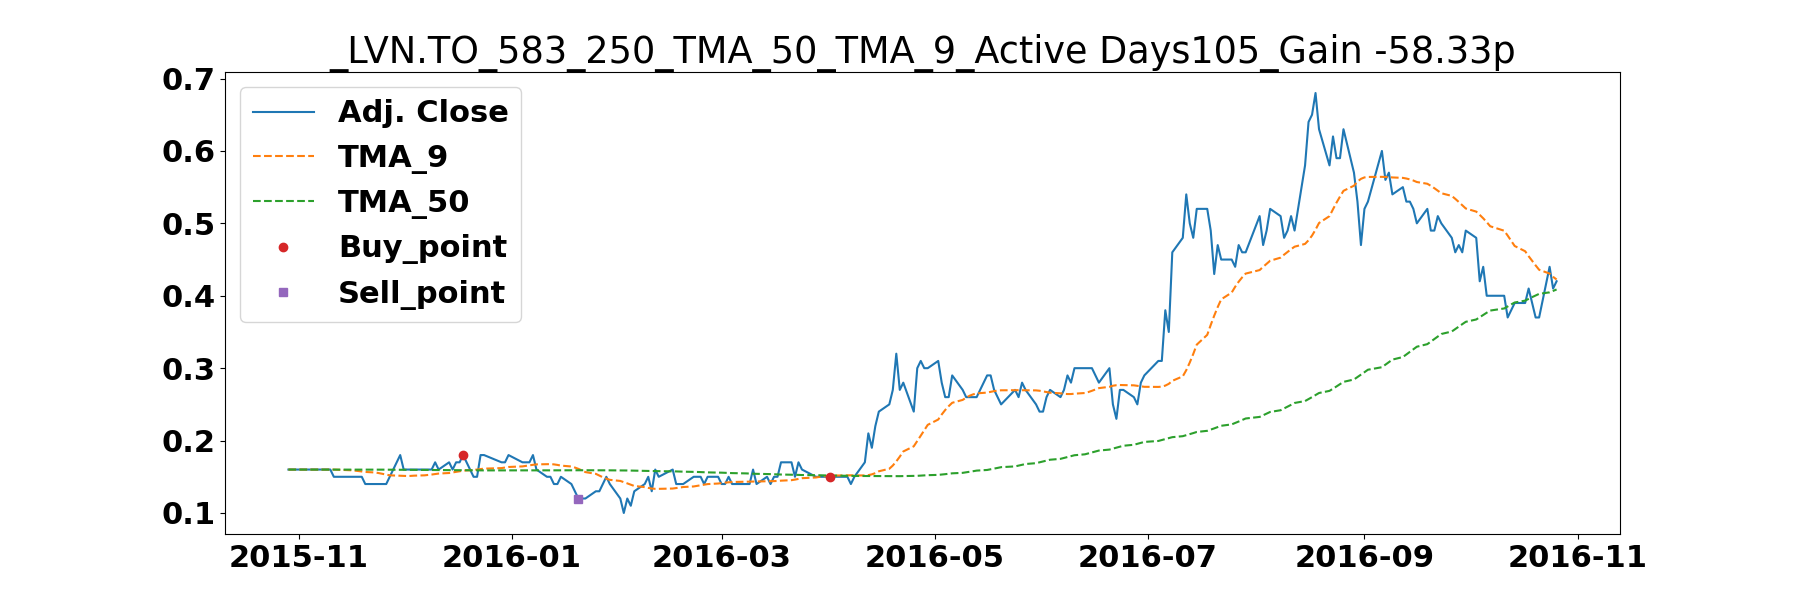 _LVN.TO_583_250_TMA_50_TMA_9_Active Days105_Gain -58.33p
0.7
0.6
0.5
0.4
0.3
0.2
0.1
Adj. Close
TMA_9
TMA_50
Buy_point
Sell_point
2015-11
2016-01
2016-03
2016-05
2016-07
2016-09
2016-11